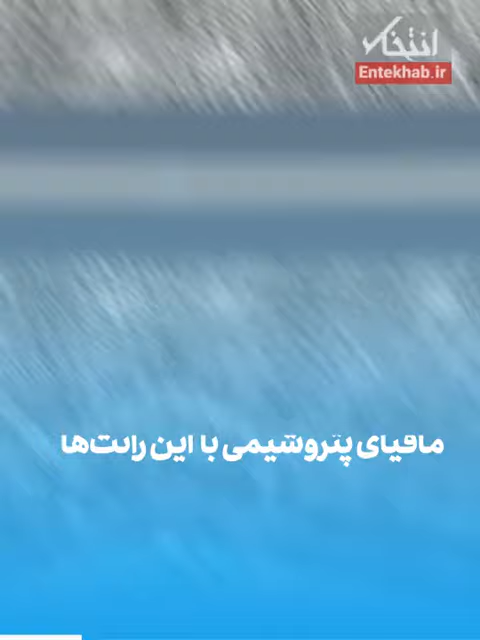 انتخاب
Entekhab.ir
مافیای پتروشیمی با این رانت‌ها